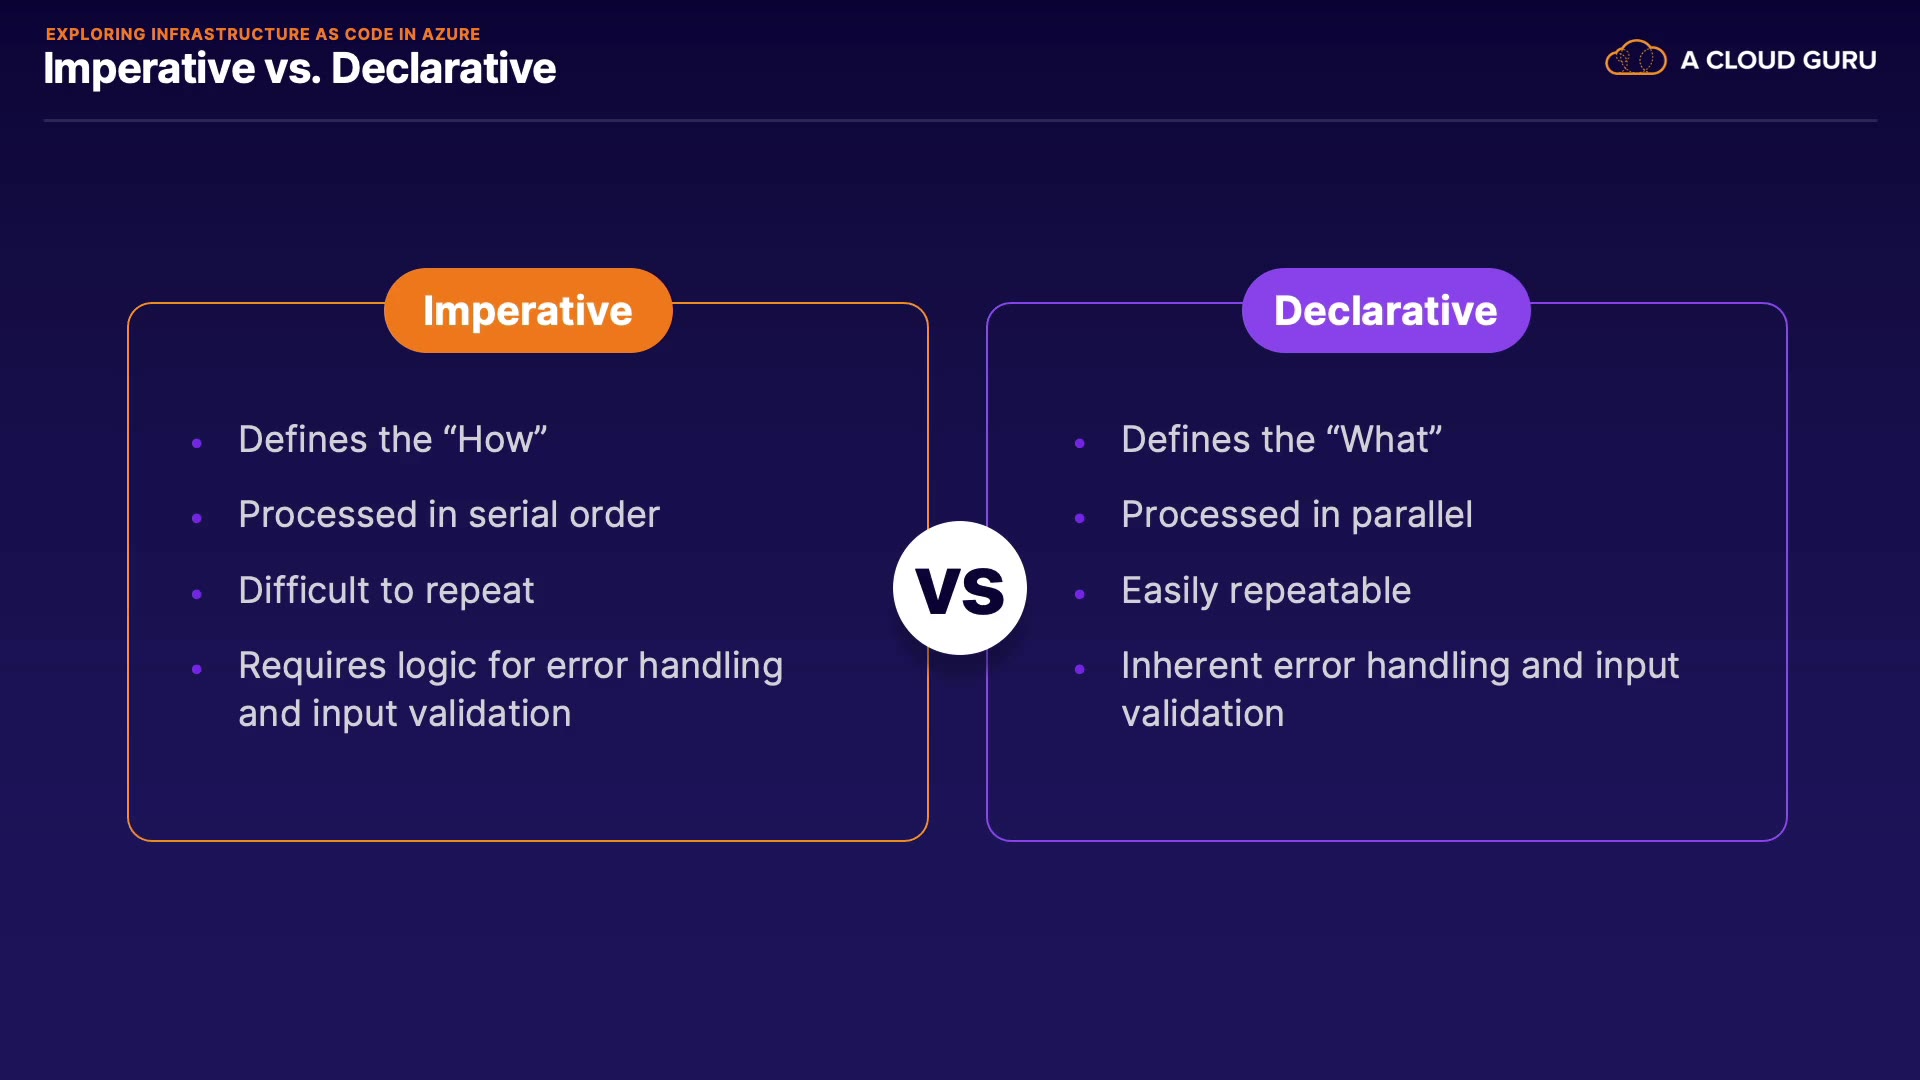 EXPLORING INFRASTRUCTURE AS CODE IN AZURE
Imperative vs. Declarative
A CLOUD GURU
Imperative
• Defines the “How”
• Processed in serial order
• Difficult to repeat
• Requires logic for error handling
and input validation
VS
Declarative
• Defines the “What”
• Processed in parallel
• Easily repeatable
• Inherent error handling and input
validation